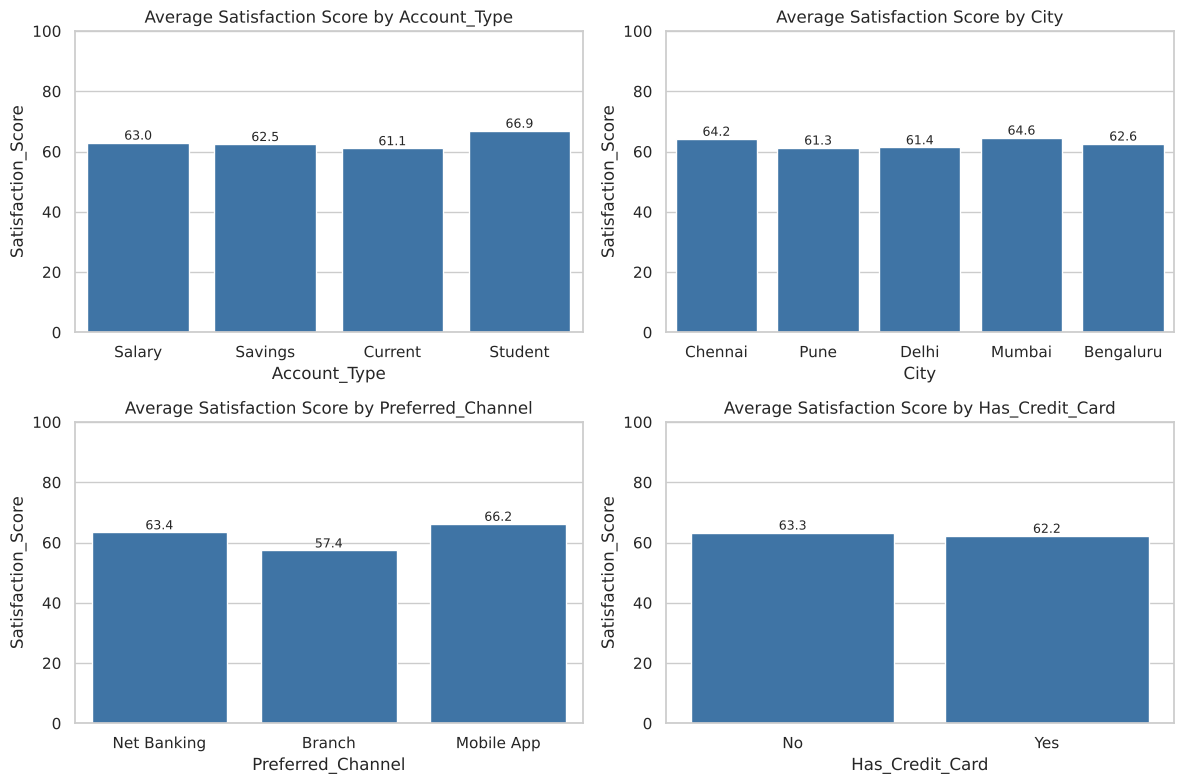 Average Satisfaction Score by Account_Type
Satisfaction_Score
100
80
60
40
20
0
63.0
62.5
61.1
66.9
Salary
Savings
Current
Student
Account_Type
Average Satisfaction Score by City
Satisfaction_Score
100
80
60
40
20
0
64.2
61.3
61.4
64.6
62.6
Chennai
Pune
Delhi
Mumbai
Bengaluru
City
Average Satisfaction Score by Preferred_Channel
Satisfaction_Score
100
80
60
40
20
0
63.4
57.4
66.2
Net Banking
Branch
Mobile App
Preferred_Channel
Average Satisfaction Score by Has_Credit_Card
Satisfaction_Score
100
80
60
40
20
0
63.3
62.2
No
Yes
Has_Credit_Card